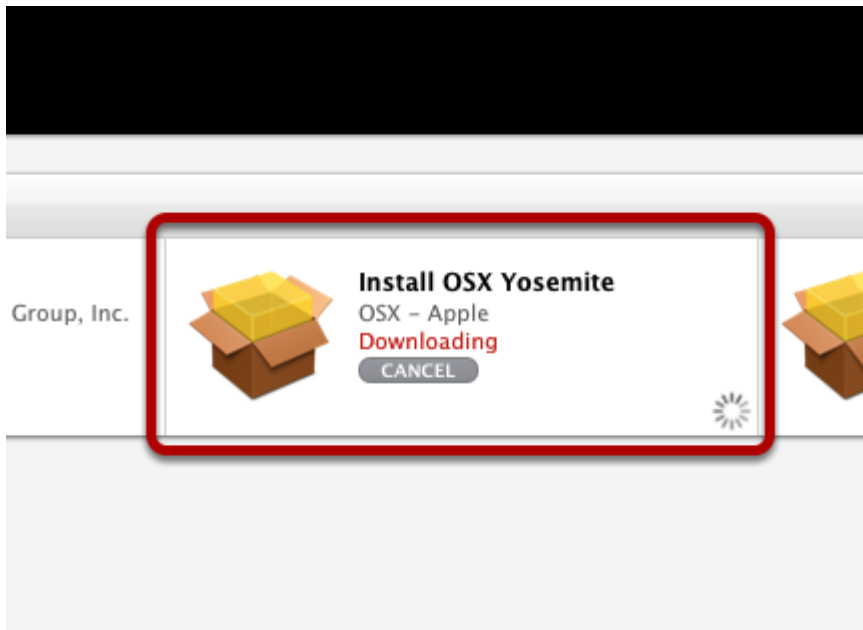 Group, Inc.
Install OSX Yosemite
OSX – Apple
Downloading
CANCEL